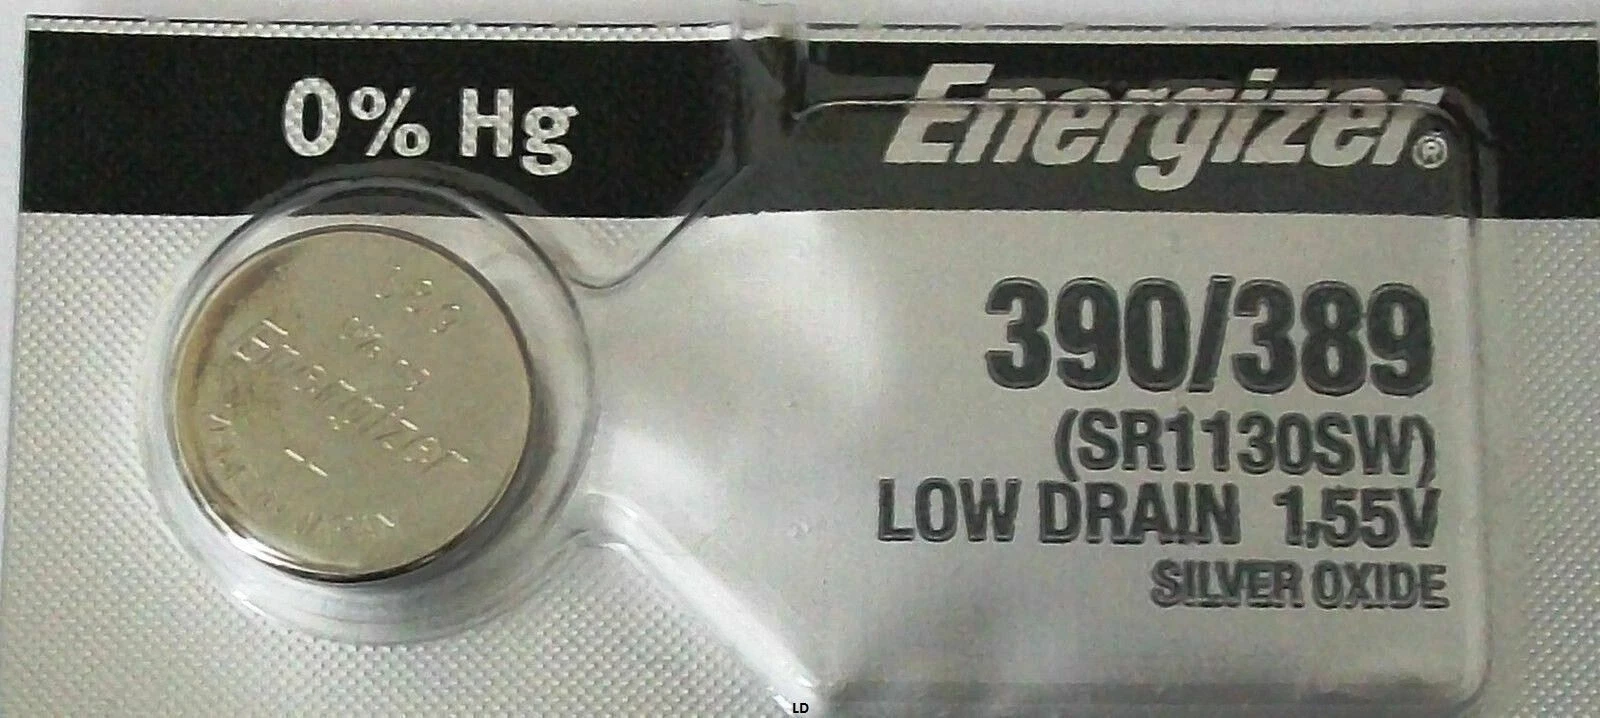 0% Hg
Energizer®
390/389
(SR1130SW)
LOW DRAIN 1.55V
SILVER OXIDE
Energizer
LD